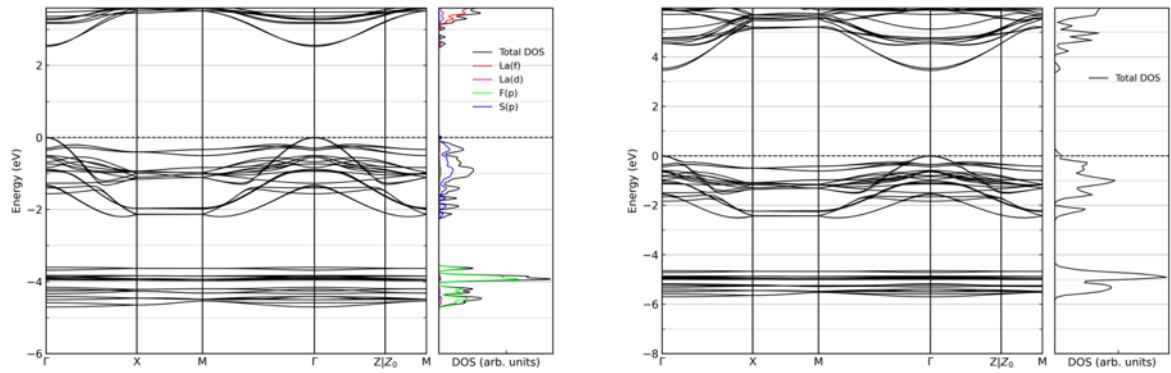 2
0
−2
−4
−6
Energy (eV)
Γ X M Γ Z|Z₀ M
Total DOS
La(f)
La(d)
F(p)
S(p)
DOS (arb. units)
4
2
0
−2
−4
−6
−8
Energy (eV)
Γ X M Γ Z|Z₀ M
Total DOS
DOS (arb. units)